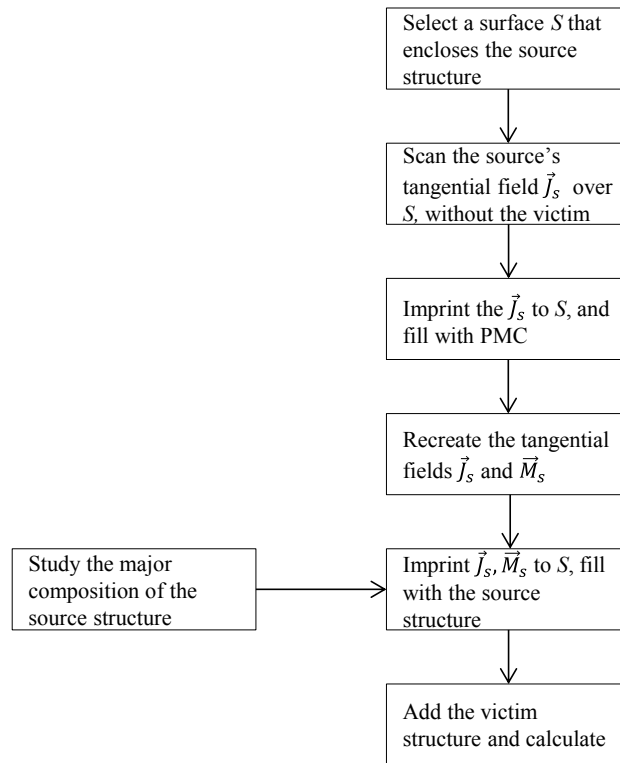 Select a surface S that
encloses the source
structure
Scan the source's
tangential field J⃗ₛ over
S, without the victim
Imprint the J⃗ₛ to S, and
fill with PMC
Recreate the tangential
fields J⃗ₛ and M⃗ₛ
Study the major
composition of the
source structure
Imprint J⃗ₛ, M⃗ₛ to S, fill
with the source
structure
Add the victim
structure and calculate